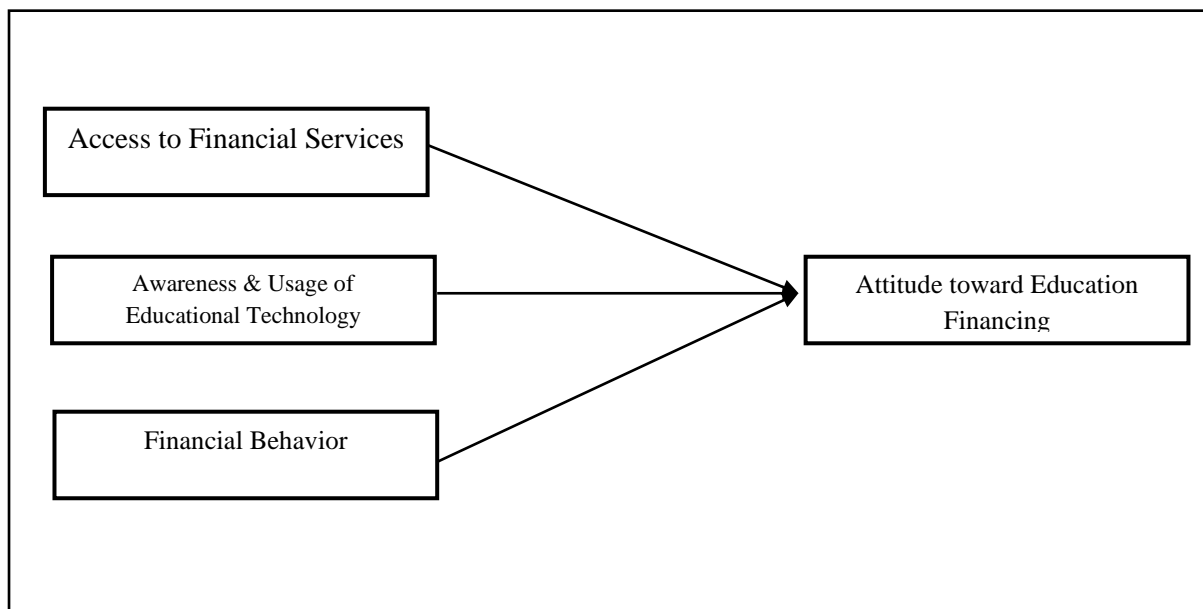 Access to Financial Services
Awareness & Usage of
Educational Technology
Financial Behavior
Attitude toward Education
Financing